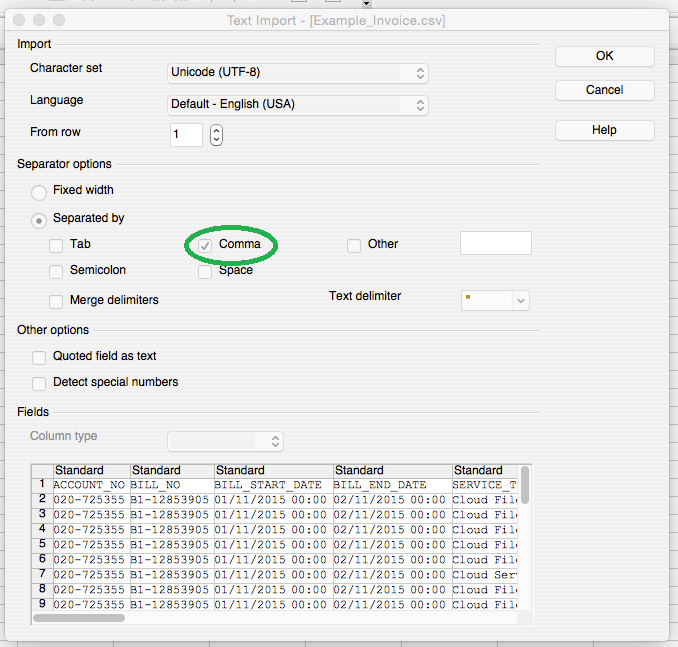 Text Import - [Example_Invoice.csv]
Import
OK
Character set Unicode (UTF-8)
Cancel
Language Default - English (USA)
From row 1
Help
Separator options
Fixed width
Separated by
Tab Comma Other
Semicolon Space
Merge delimiters Text delimiter "
Other options
Quoted field as text
Detect special numbers
Fields
Column type
Standard Standard Standard Standard Standard
1 ACCOUNT_NO BILL_NO BILL_START_DATE BILL_END_DATE SERVICE_T
2 020-725355 B1-12853905 01/11/2015 00:00 02/11/2015 00:00 Cloud File
3 020-725355 B1-12853905 01/11/2015 00:00 02/11/2015 00:00 Cloud File
4 020-725355 B1-12853905 01/11/2015 00:00 02/11/2015 00:00 Cloud File
5 020-725355 B1-12853905 01/11/2015 00:00 02/11/2015 00:00 Cloud File
6 020-725355 B1-12853905 01/11/2015 00:00 02/11/2015 00:00 Cloud File
7 020-725355 B1-12853905 01/11/2015 00:00 02/11/2015 00:00 Cloud Ser
8 020-725355 B1-12853905 01/11/2015 00:00 02/11/2015 00:00 Cloud File
9 020-725355 B1-12853905 01/11/2015 00:00 02/11/2015 00:00 Cloud File